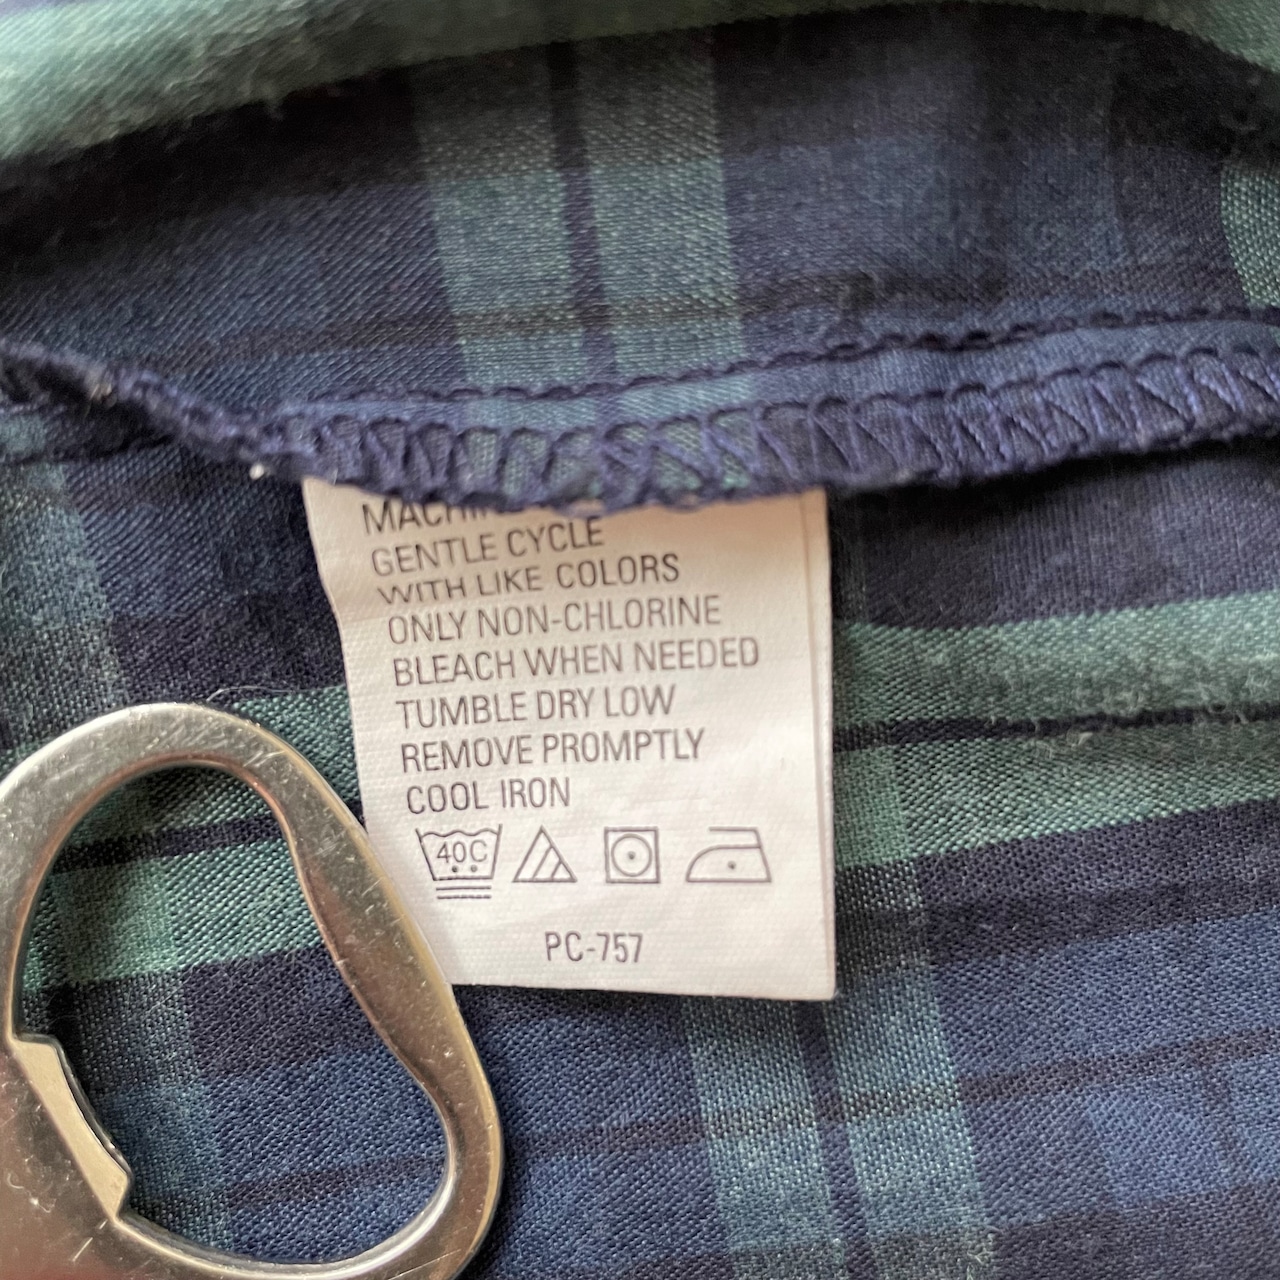 GENTLE CYCLE
WITH LIKE COLORS
ONLY NON-CHLORINE
BLEACH WHEN NEEDED
TUMBLE DRY LOW
REMOVE PROMPTLY
COOL IRON
40C
PC-757